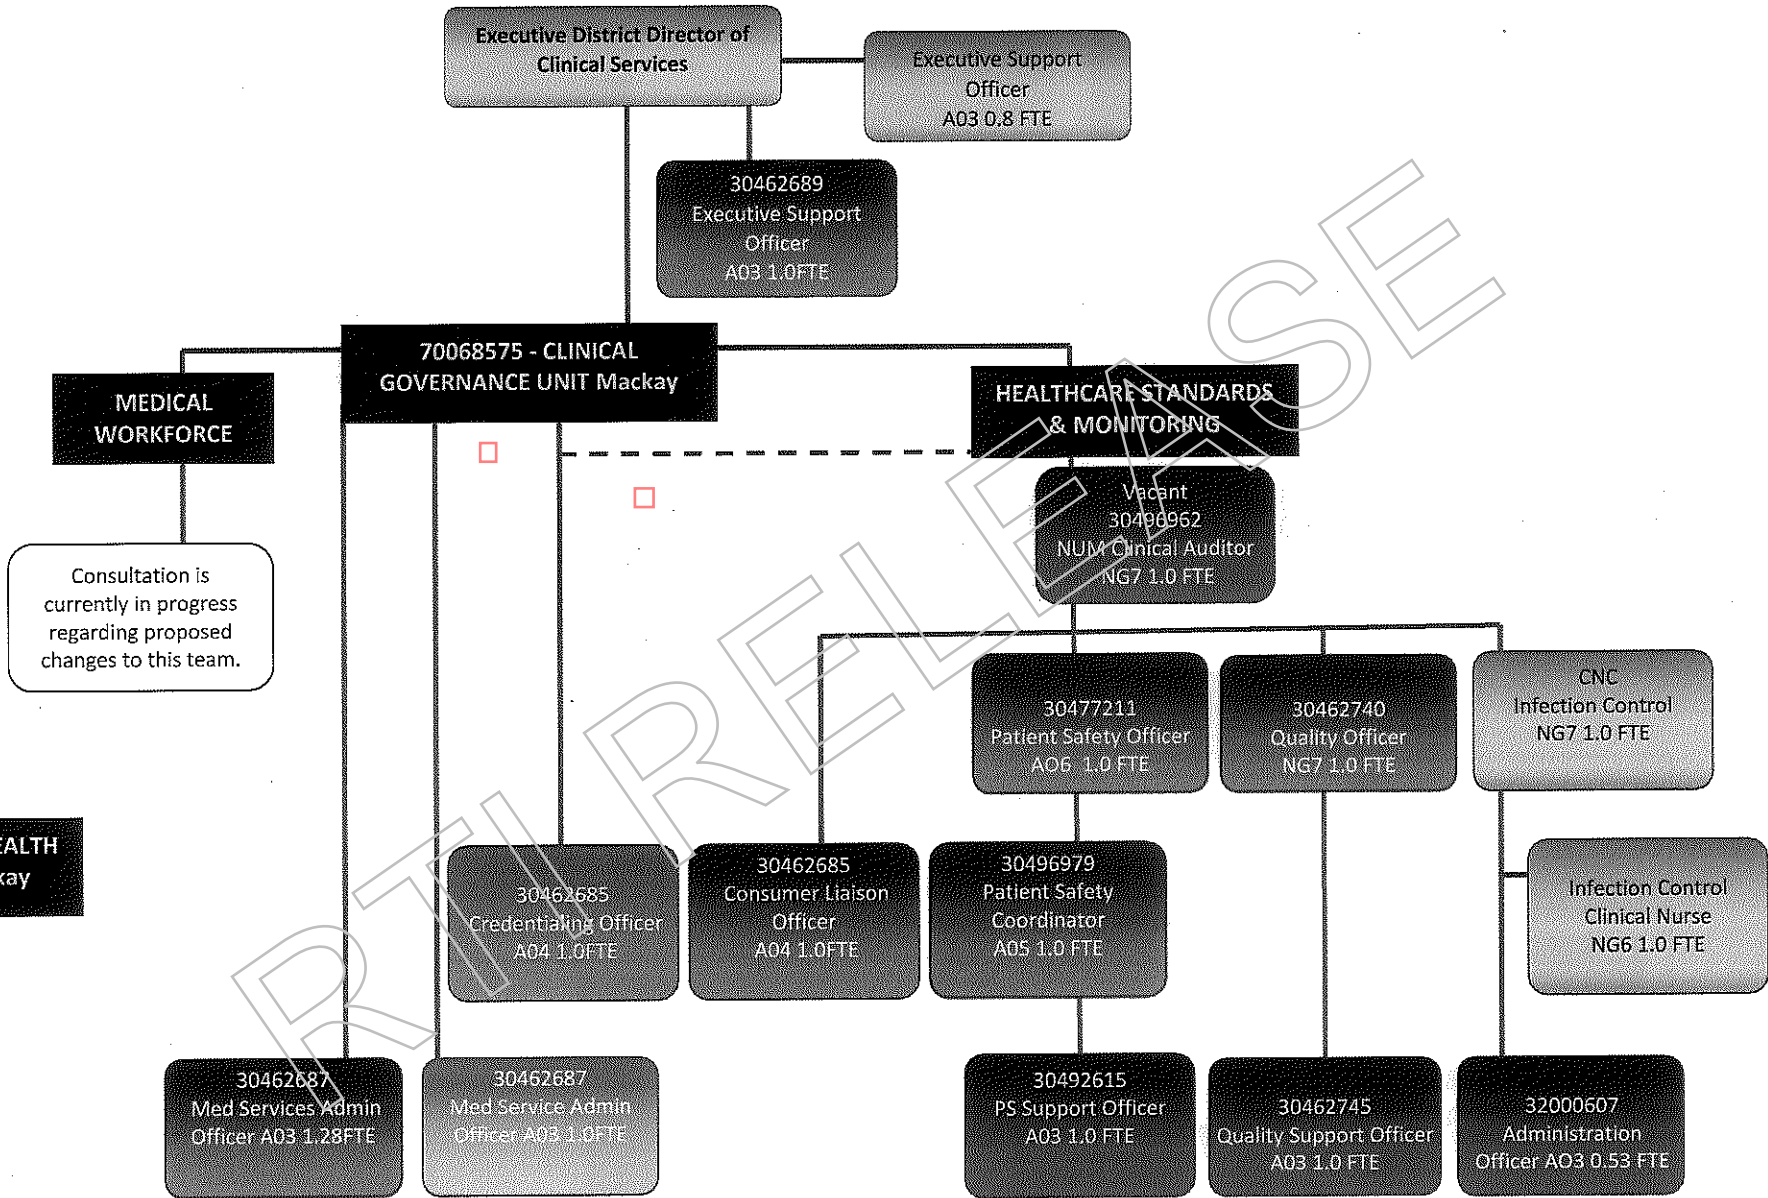 Executive District Director of
Clinical Services
Executive Support
Officer
A03 0.8 FTE
30462689
Executive Support
Officer
A03 1.0FTE
70068575 - CLINICAL
GOVERNANCE UNIT Mackay
MEDICAL
WORKFORCE
HEALTHCARE STANDARDS
& MONITORING
Consultation is
currently in progress
regarding proposed
changes to this team.
Vacant
30496962
NUM Clinical Auditor
NG7 1.0 FTE
30477211
Patient Safety Officer
AO6 1.0 FTE
30462740
Quality Officer
NG7 1.0 FTE
CNC
Infection Control
NG7 1.0 FTE
EALTH
kay
30462685
Credentialing Officer
A04 1.0FTE
30462685
Consumer Liaison
Officer
A04 1.0FTE
30496979
Patient Safety
Coordinator
A05 1.0 FTE
Infection Control
Clinical Nurse
NG6 1.0 FTE
30462687
Med Services Admin
Officer A03 1.28FTE
30462687
Med Service Admin
Officer A03 1.0FTE
30492615
PS Support Officer
A03 1.0 FTE
30462745
Quality Support Officer
A03 1.0 FTE
32000607
Administration
Officer AO3 0.53 FTE
RTI RELEASE